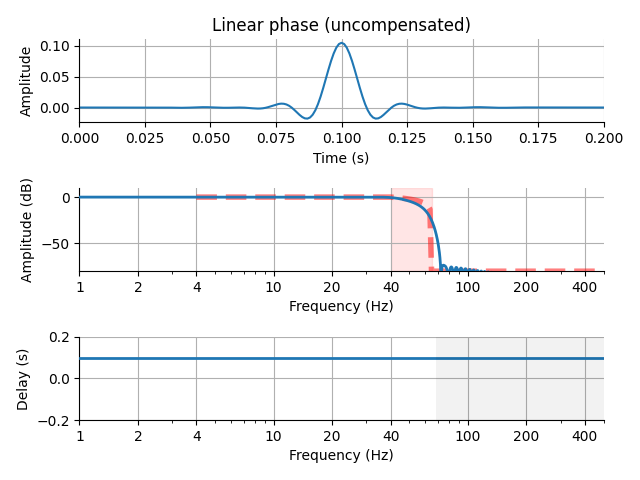 Linear phase (uncompensated)
0.10
0.05
0.00
Amplitude
0.000 0.025 0.050 0.075 0.100 0.125 0.150 0.175 0.200
Time (s)
0
−50
Amplitude (dB)
1 2 4 10 20 40 100 200 400
Frequency (Hz)
0.2
0.0
−0.2
Delay (s)
1 2 4 10 20 40 100 200 400
Frequency (Hz)